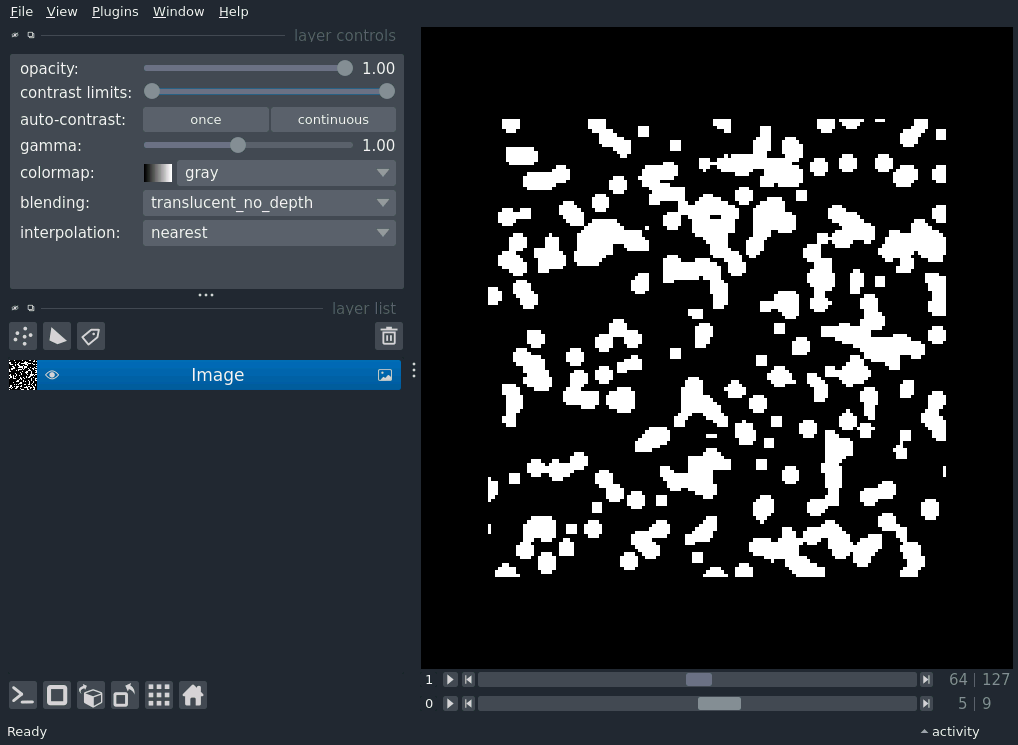 File View Plugins Window Help
layer controls
opacity: 1.00
contrast limits:
auto-contrast: once continuous
gamma: 1.00
colormap: gray
blending: translucent_no_depth
interpolation: nearest
layer list
Image
1 64 | 127
0 5 | 9
Ready activity